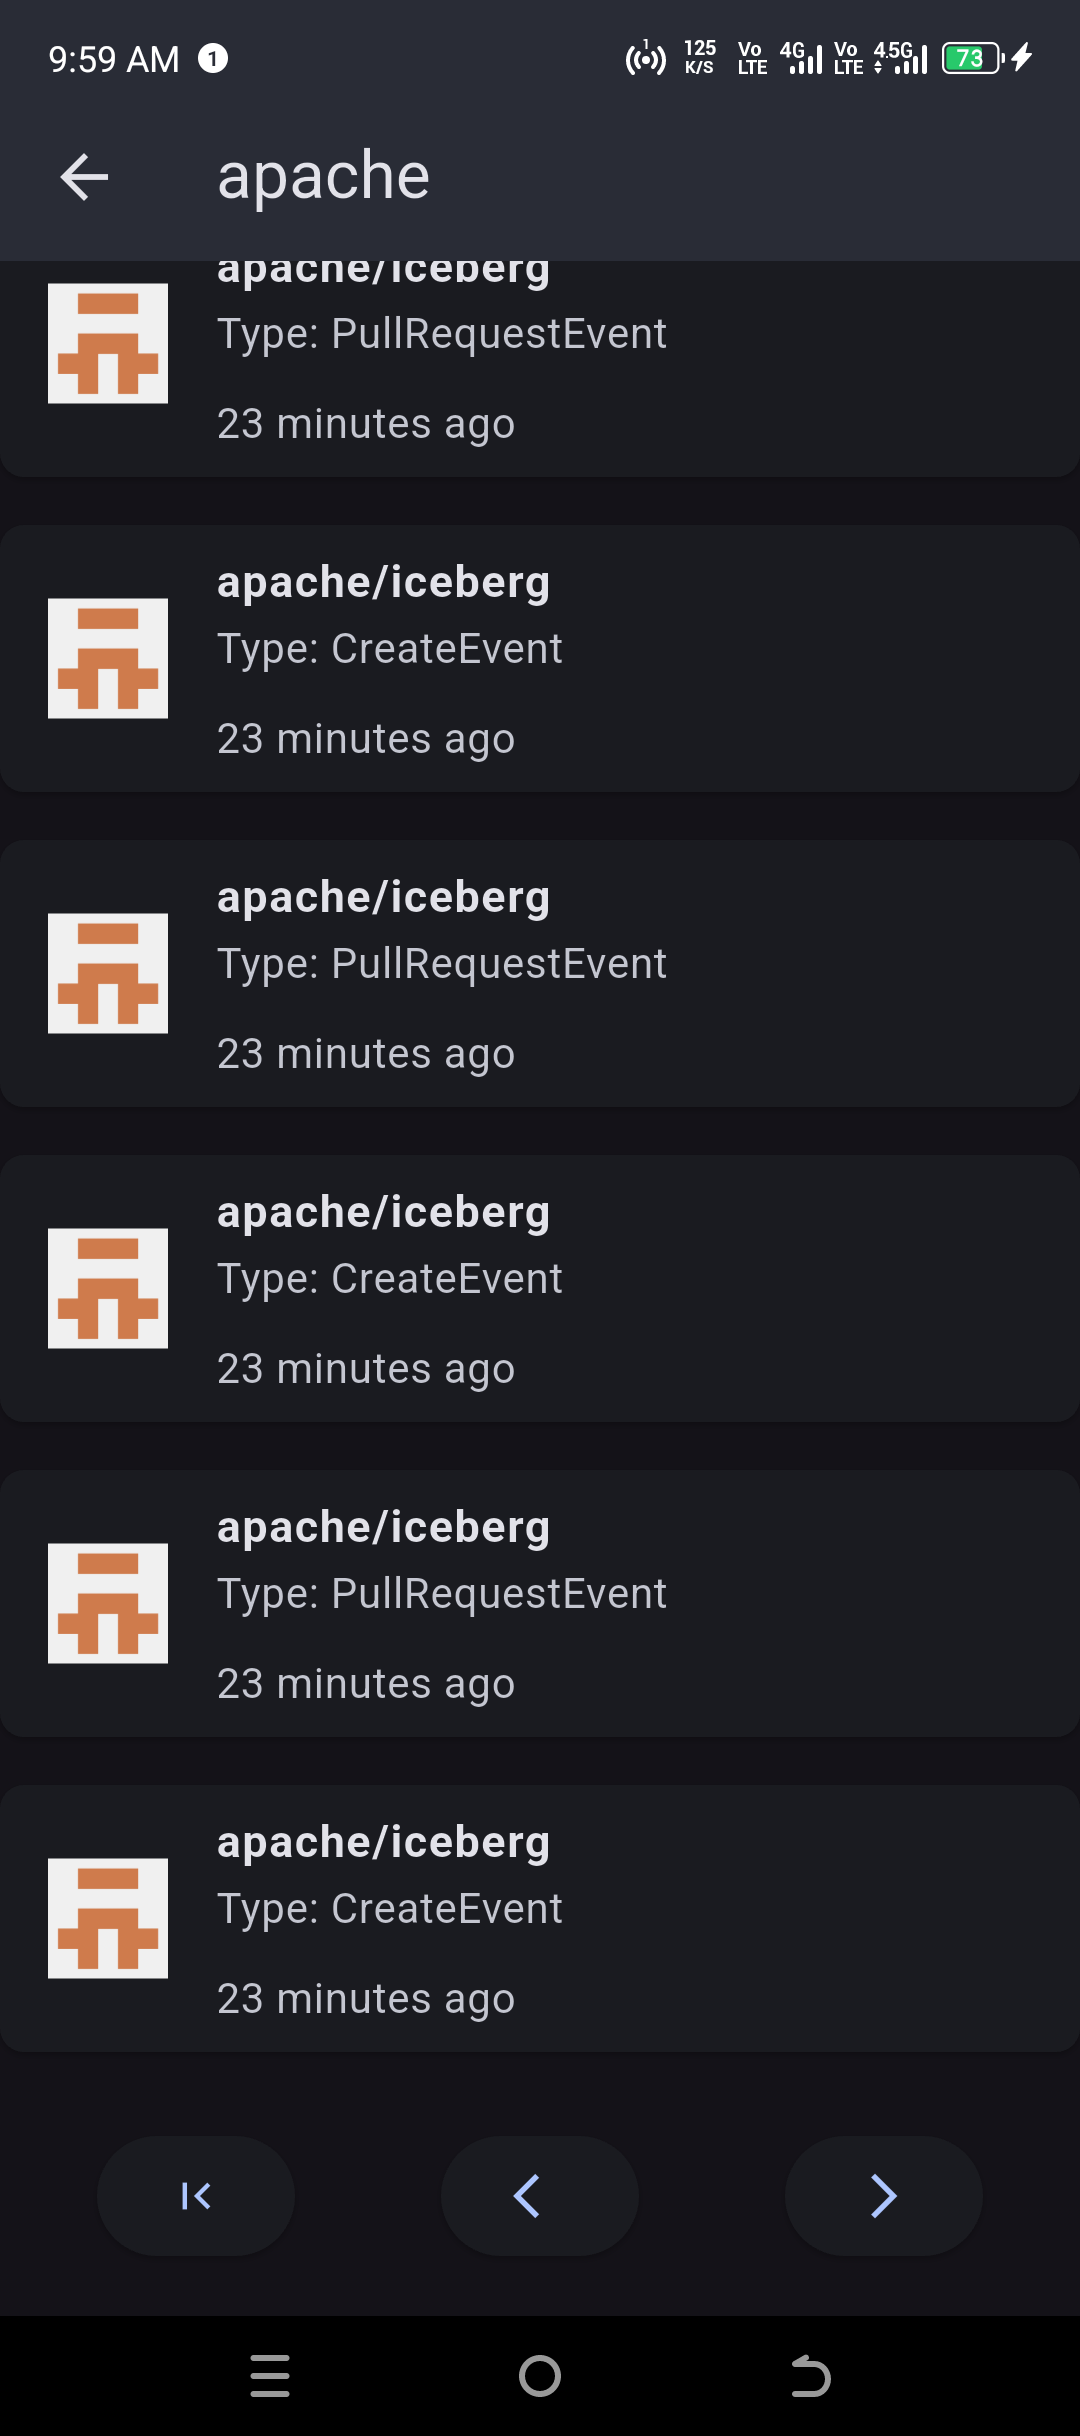 9:59 AM 1 1 125 K/S Vo LTE 4G Vo LTE 4.5G 73
apache
apache/iceberg
Type: PullRequestEvent
23 minutes ago
apache/iceberg
Type: CreateEvent
23 minutes ago
apache/iceberg
Type: PullRequestEvent
23 minutes ago
apache/iceberg
Type: CreateEvent
23 minutes ago
apache/iceberg
Type: PullRequestEvent
23 minutes ago
apache/iceberg
Type: CreateEvent
23 minutes ago